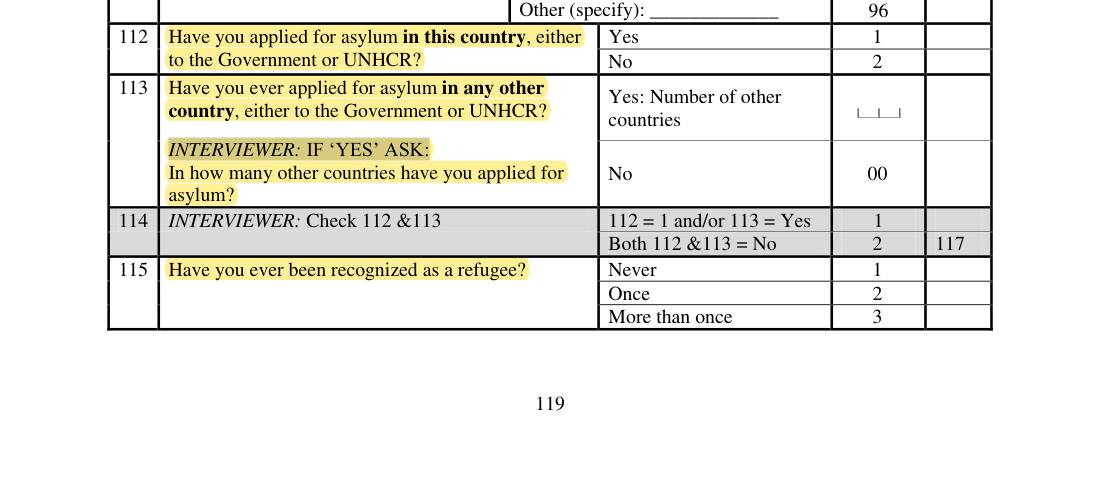 Other (specify): _____________ 96
112 Have you applied for asylum in this country, either Yes 1
to the Government or UNHCR? No 2
113 Have you ever applied for asylum in any other
country, either to the Government or UNHCR? Yes: Number of other
countries
INTERVIEWER: IF ‘YES’ ASK:
In how many other countries have you applied for No 00
asylum?
114 INTERVIEWER: Check 112 &113 112 = 1 and/or 113 = Yes 1
Both 112 &113 = No 2 117
115 Have you ever been recognized as a refugee? Never 1
Once 2
More than once 3
119